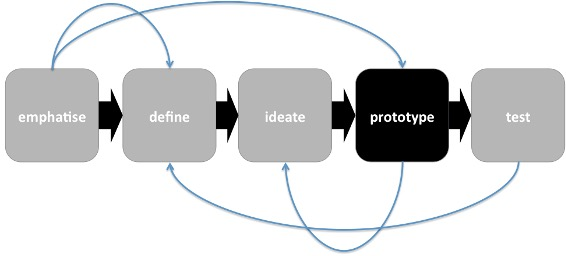 emphatise
define
ideate
prototype
test